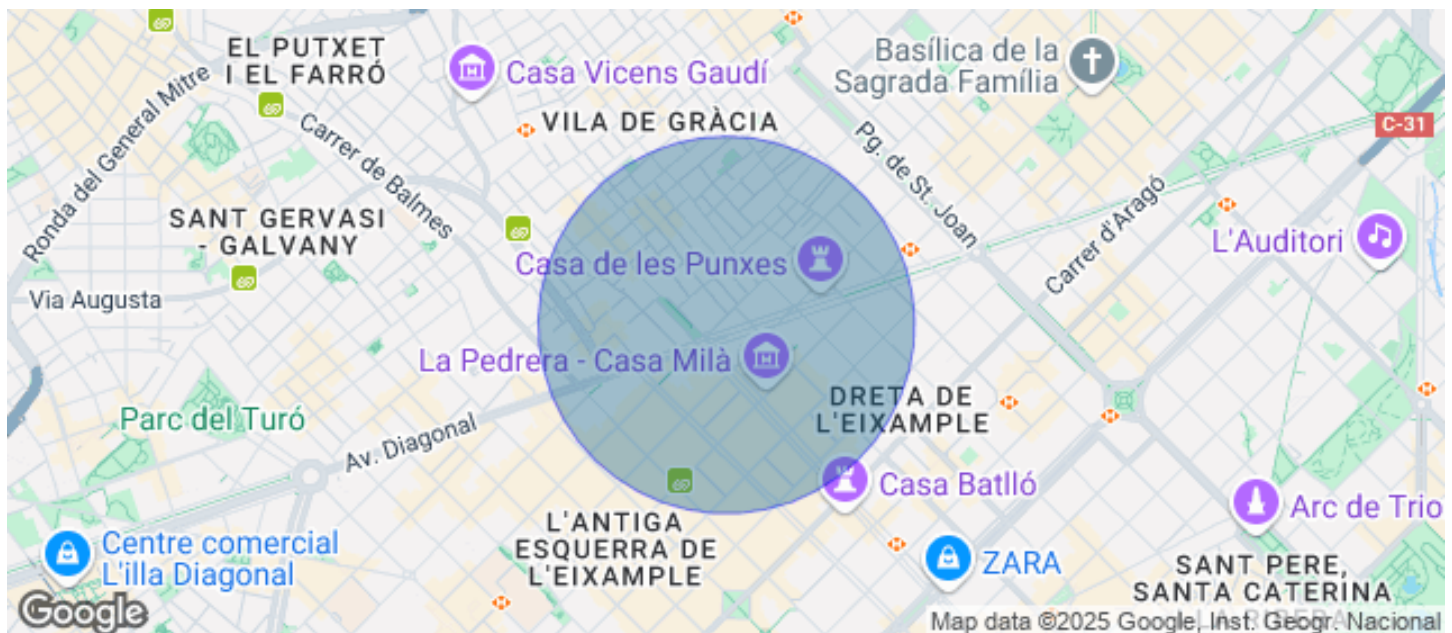 EL PUTXET
I EL FARRÓ
Casa Vicens Gaudí
Basílica de la
Sagrada Família
Ronda del General Mitre
Carrer de Balmes
VILA DE GRÀCIA
Pg. de St. Joan
C-31
SANT GERVASI
- GALVANY
Carrer d'Aragó
L'Auditori
Casa de les Punxes
Via Augusta
La Pedrera - Casa Milà
DRETA DE
L'EIXAMPLE
Parc del Turó
Av. Diagonal
Casa Batlló
Arc de Trio
L'ANTIGA
ESQUERRA DE
L'EIXAMPLE
Centre comercial
L'illa Diagonal
ZARA
SANT PERE,
SANTA CATERINA
Google
Map data ©2025 Google, Inst. Geogr. Nacional